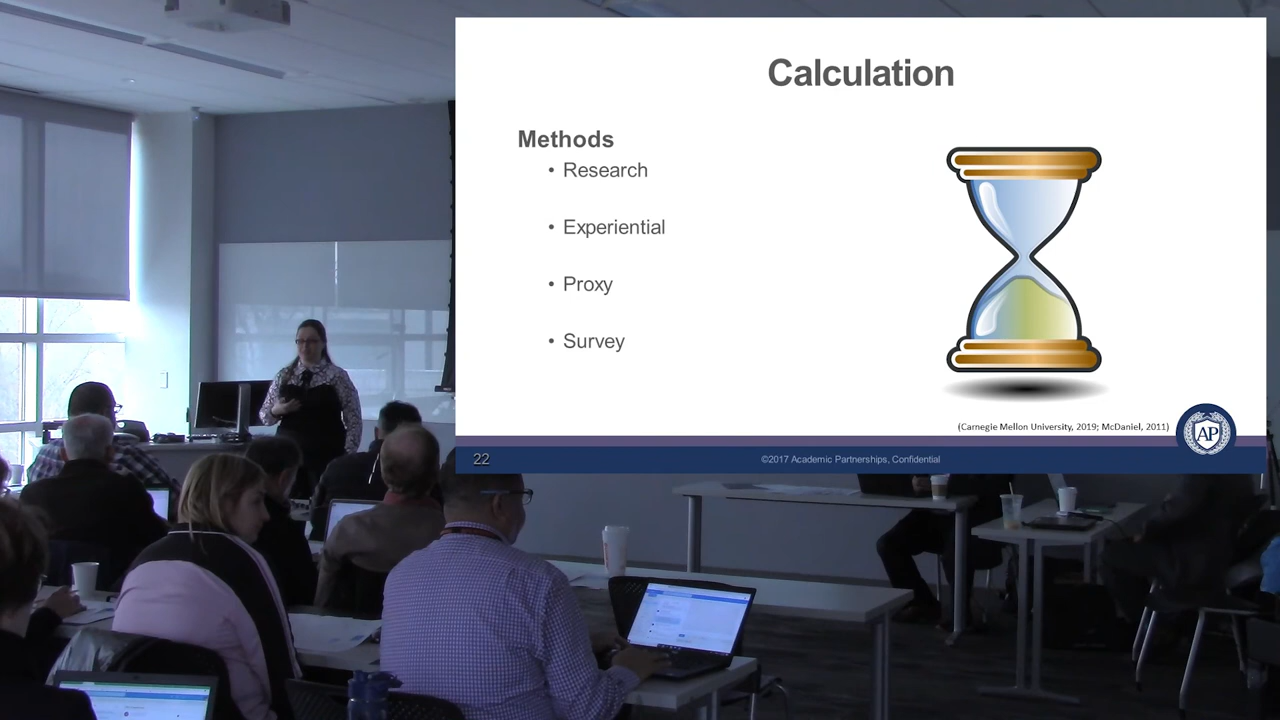 Calculation
Methods
• Research
• Experiential
• Proxy
• Survey
(Carnegie Mellon University, 2019; McDaniel, 2011)
AP
22
©2017 Academic Partnerships, Confidential